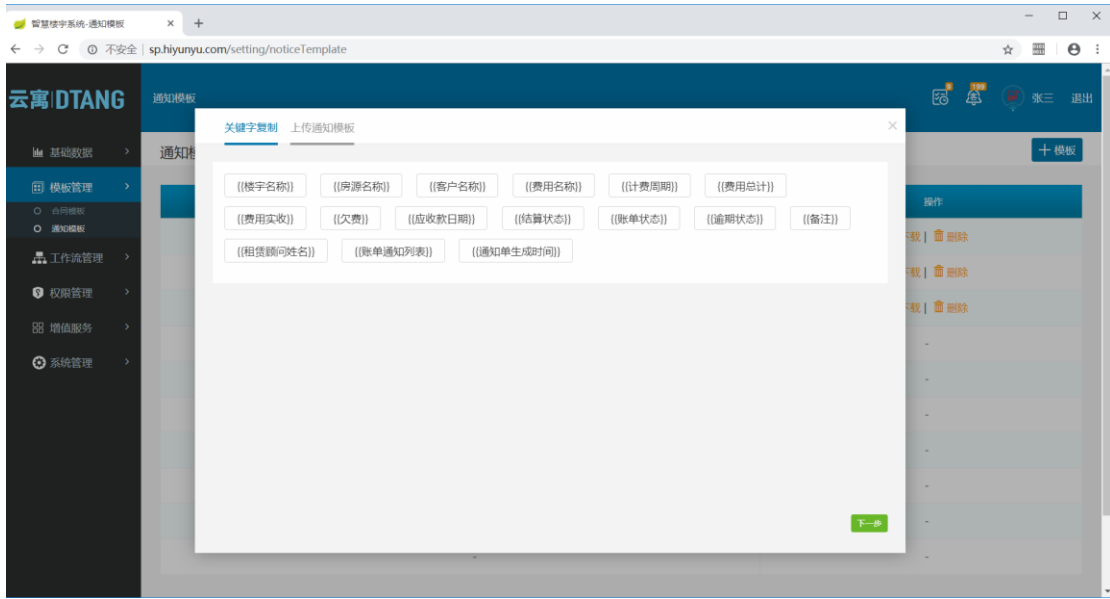 智慧楼宇系统-通知模板
不安全 | sp.hiyunyu.com/setting/noticeTemplate
云寓 DTANG
通知模板
张三 退出
关键字复制 上传通知模板
基础数据
通知模
模板
模板管理
{{楼宇名称}} {{房源名称}} {{客户名称}} {{费用名称}} {{计费周期}} {{费用总计}}
操作
合同模板
{{费用实收}} {{欠费}} {{应收款日期}} {{结算状态}} {{账单状态}} {{逾期状态}} {{备注}}
通知模板
下载 | 删除
{{租赁顾问姓名}} {{账单通知列表}} {{通知单生成时间}}
工作流管理
下载 | 删除
权限管理
下载 | 删除
增值服务
-
系统管理
-
-
-
-
下一步
-
- -